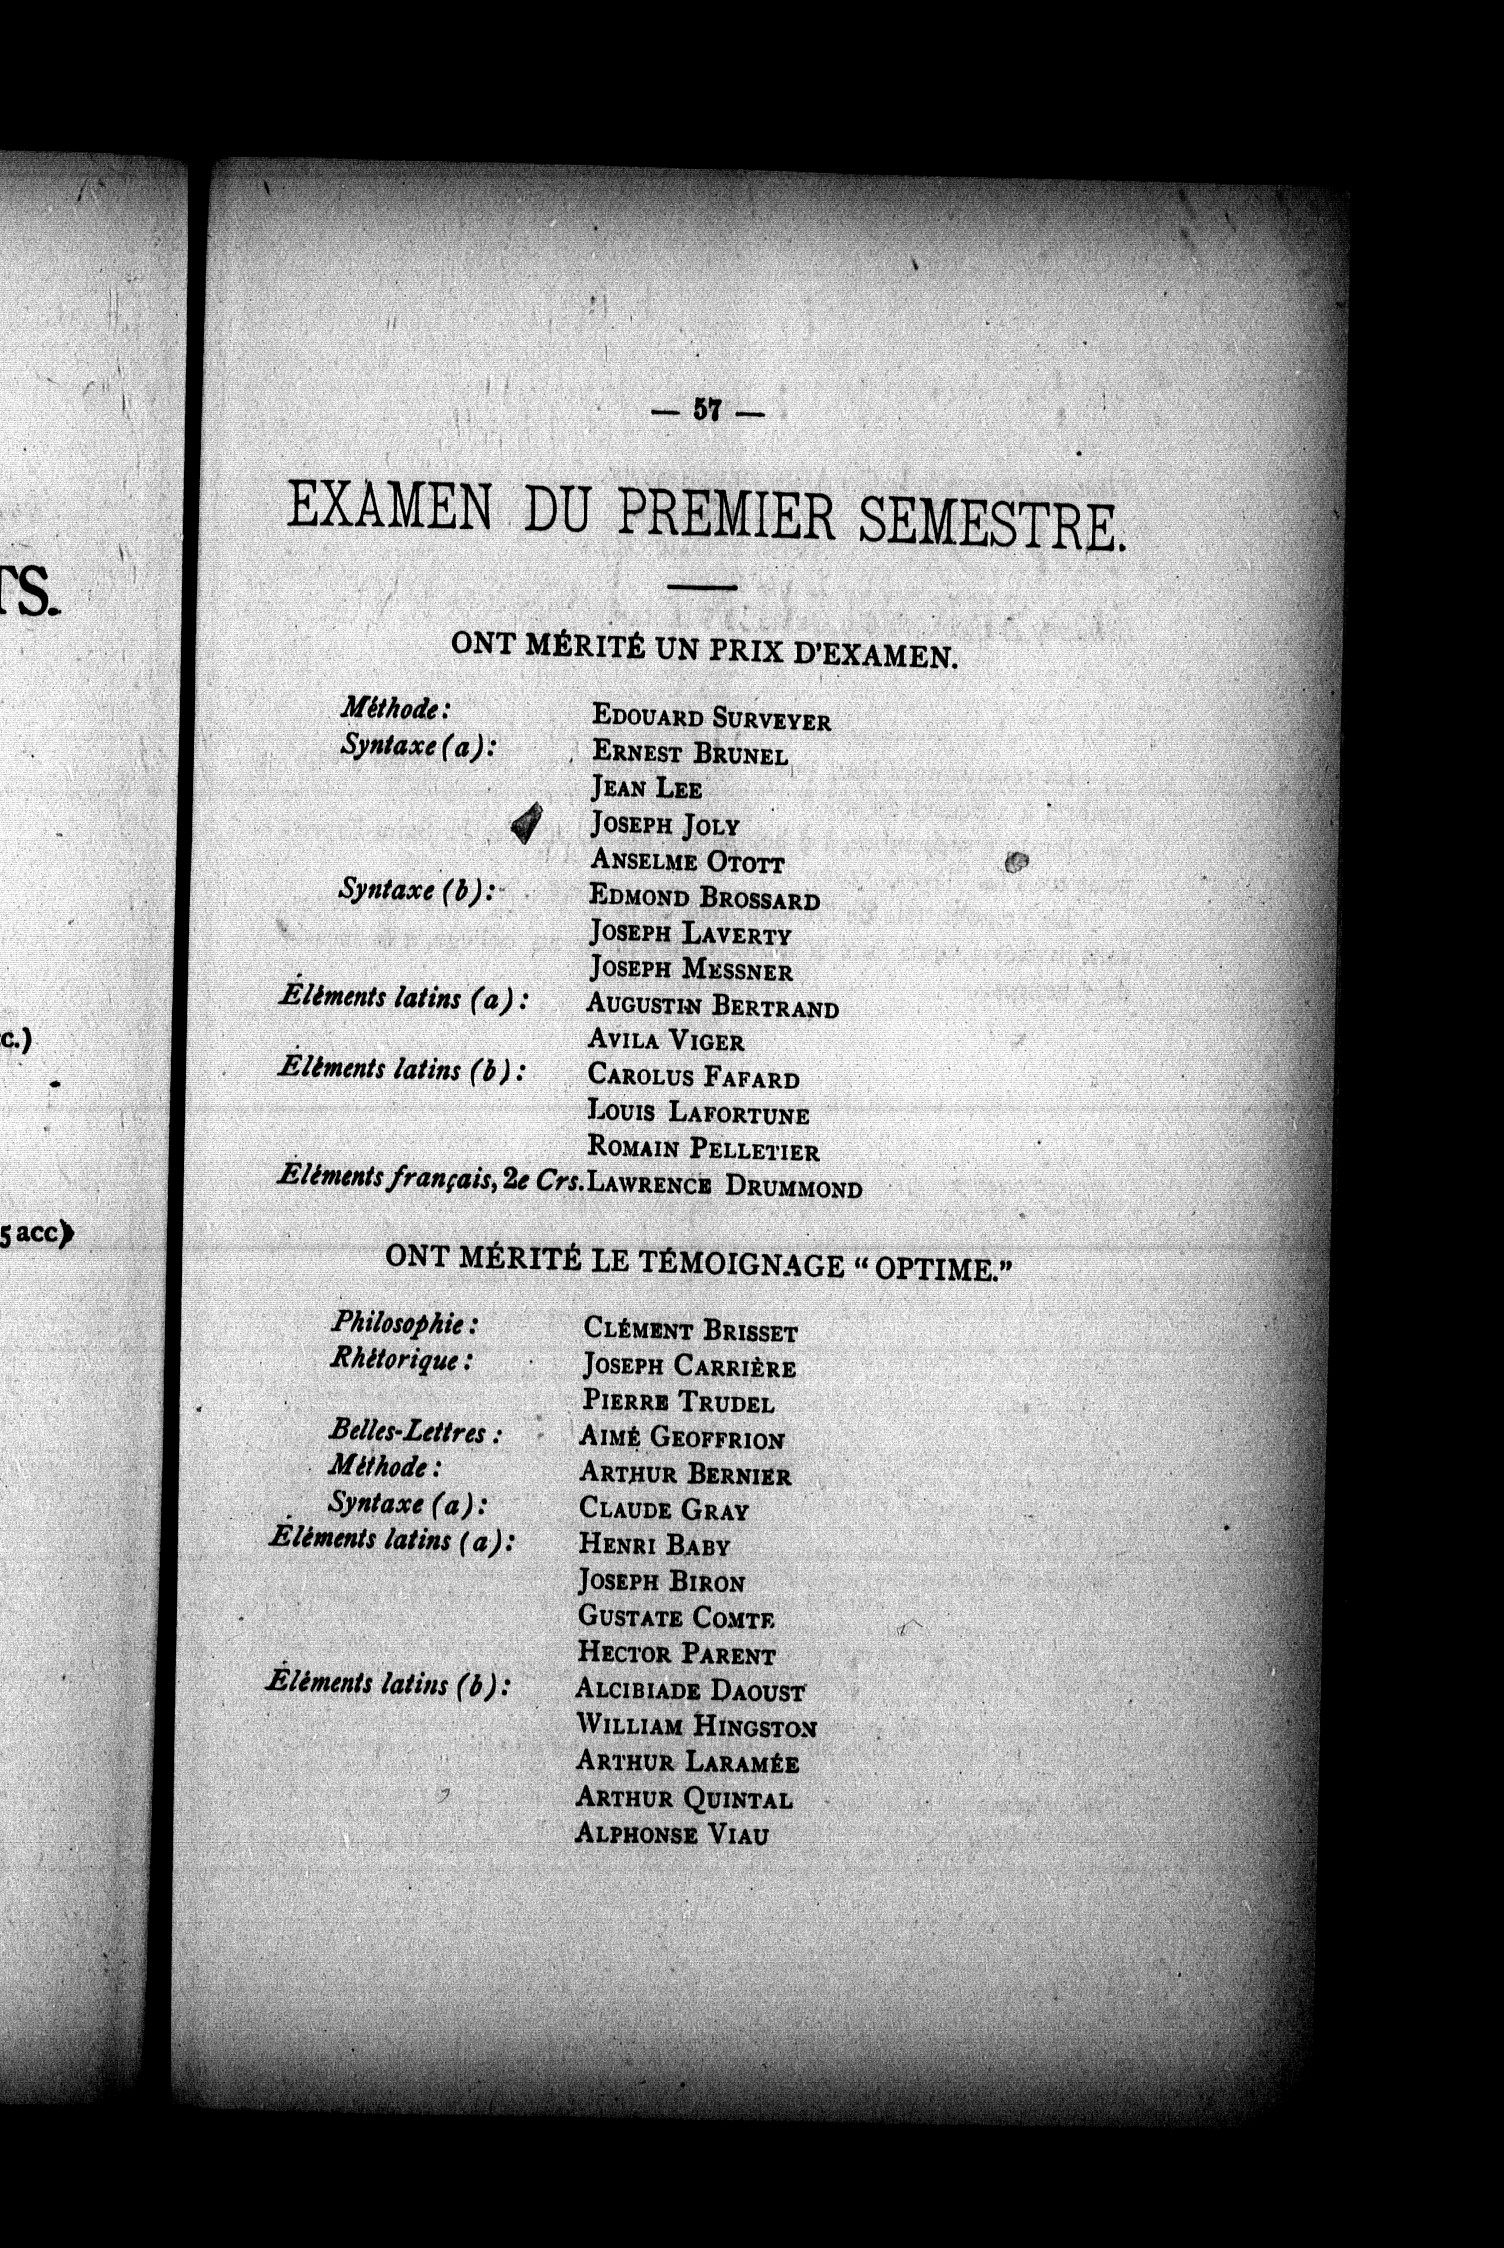 TS.
c.)
5 acc)
— 57 —
EXAMEN DU PREMIER SEMESTRE.
ONT MÉRITÉ UN PRIX D'EXAMEN.
Méthode : EDOUARD SURVEYER
Syntaxe (a) : ERNEST BRUNEL
JEAN LEE
JOSEPH JOLY
ANSELME OTOTT
Syntaxe (b) : EDMOND BROSSARD
JOSEPH LAVERTY
JOSEPH MESSNER
Éléments latins (a) : AUGUSTIN BERTRAND
AVILA VIGER
Éléments latins (b) : CAROLUS FAFARD
LOUIS LAFORTUNE
ROMAIN PELLETIER
Éléments français, 2e Crs. LAWRENCE DRUMMOND
ONT MÉRITÉ LE TÉMOIGNAGE “ OPTIME.”
Philosophie : CLÉMENT BRISSET
Rhétorique : JOSEPH CARRIÈRE
PIERRE TRUDEL
Belles-Lettres : AIMÉ GEOFFRION
Méthode : ARTHUR BERNIER
Syntaxe (a) : CLAUDE GRAY
Éléments latins (a) : HENRI BABY
JOSEPH BIRON
GUSTATE COMTE
HECTOR PARENT
Éléments latins (b) : ALCIBIADE DAOUST
WILLIAM HINGSTON
ARTHUR LARAMÉE
ARTHUR QUINTAL
ALPHONSE VIAU